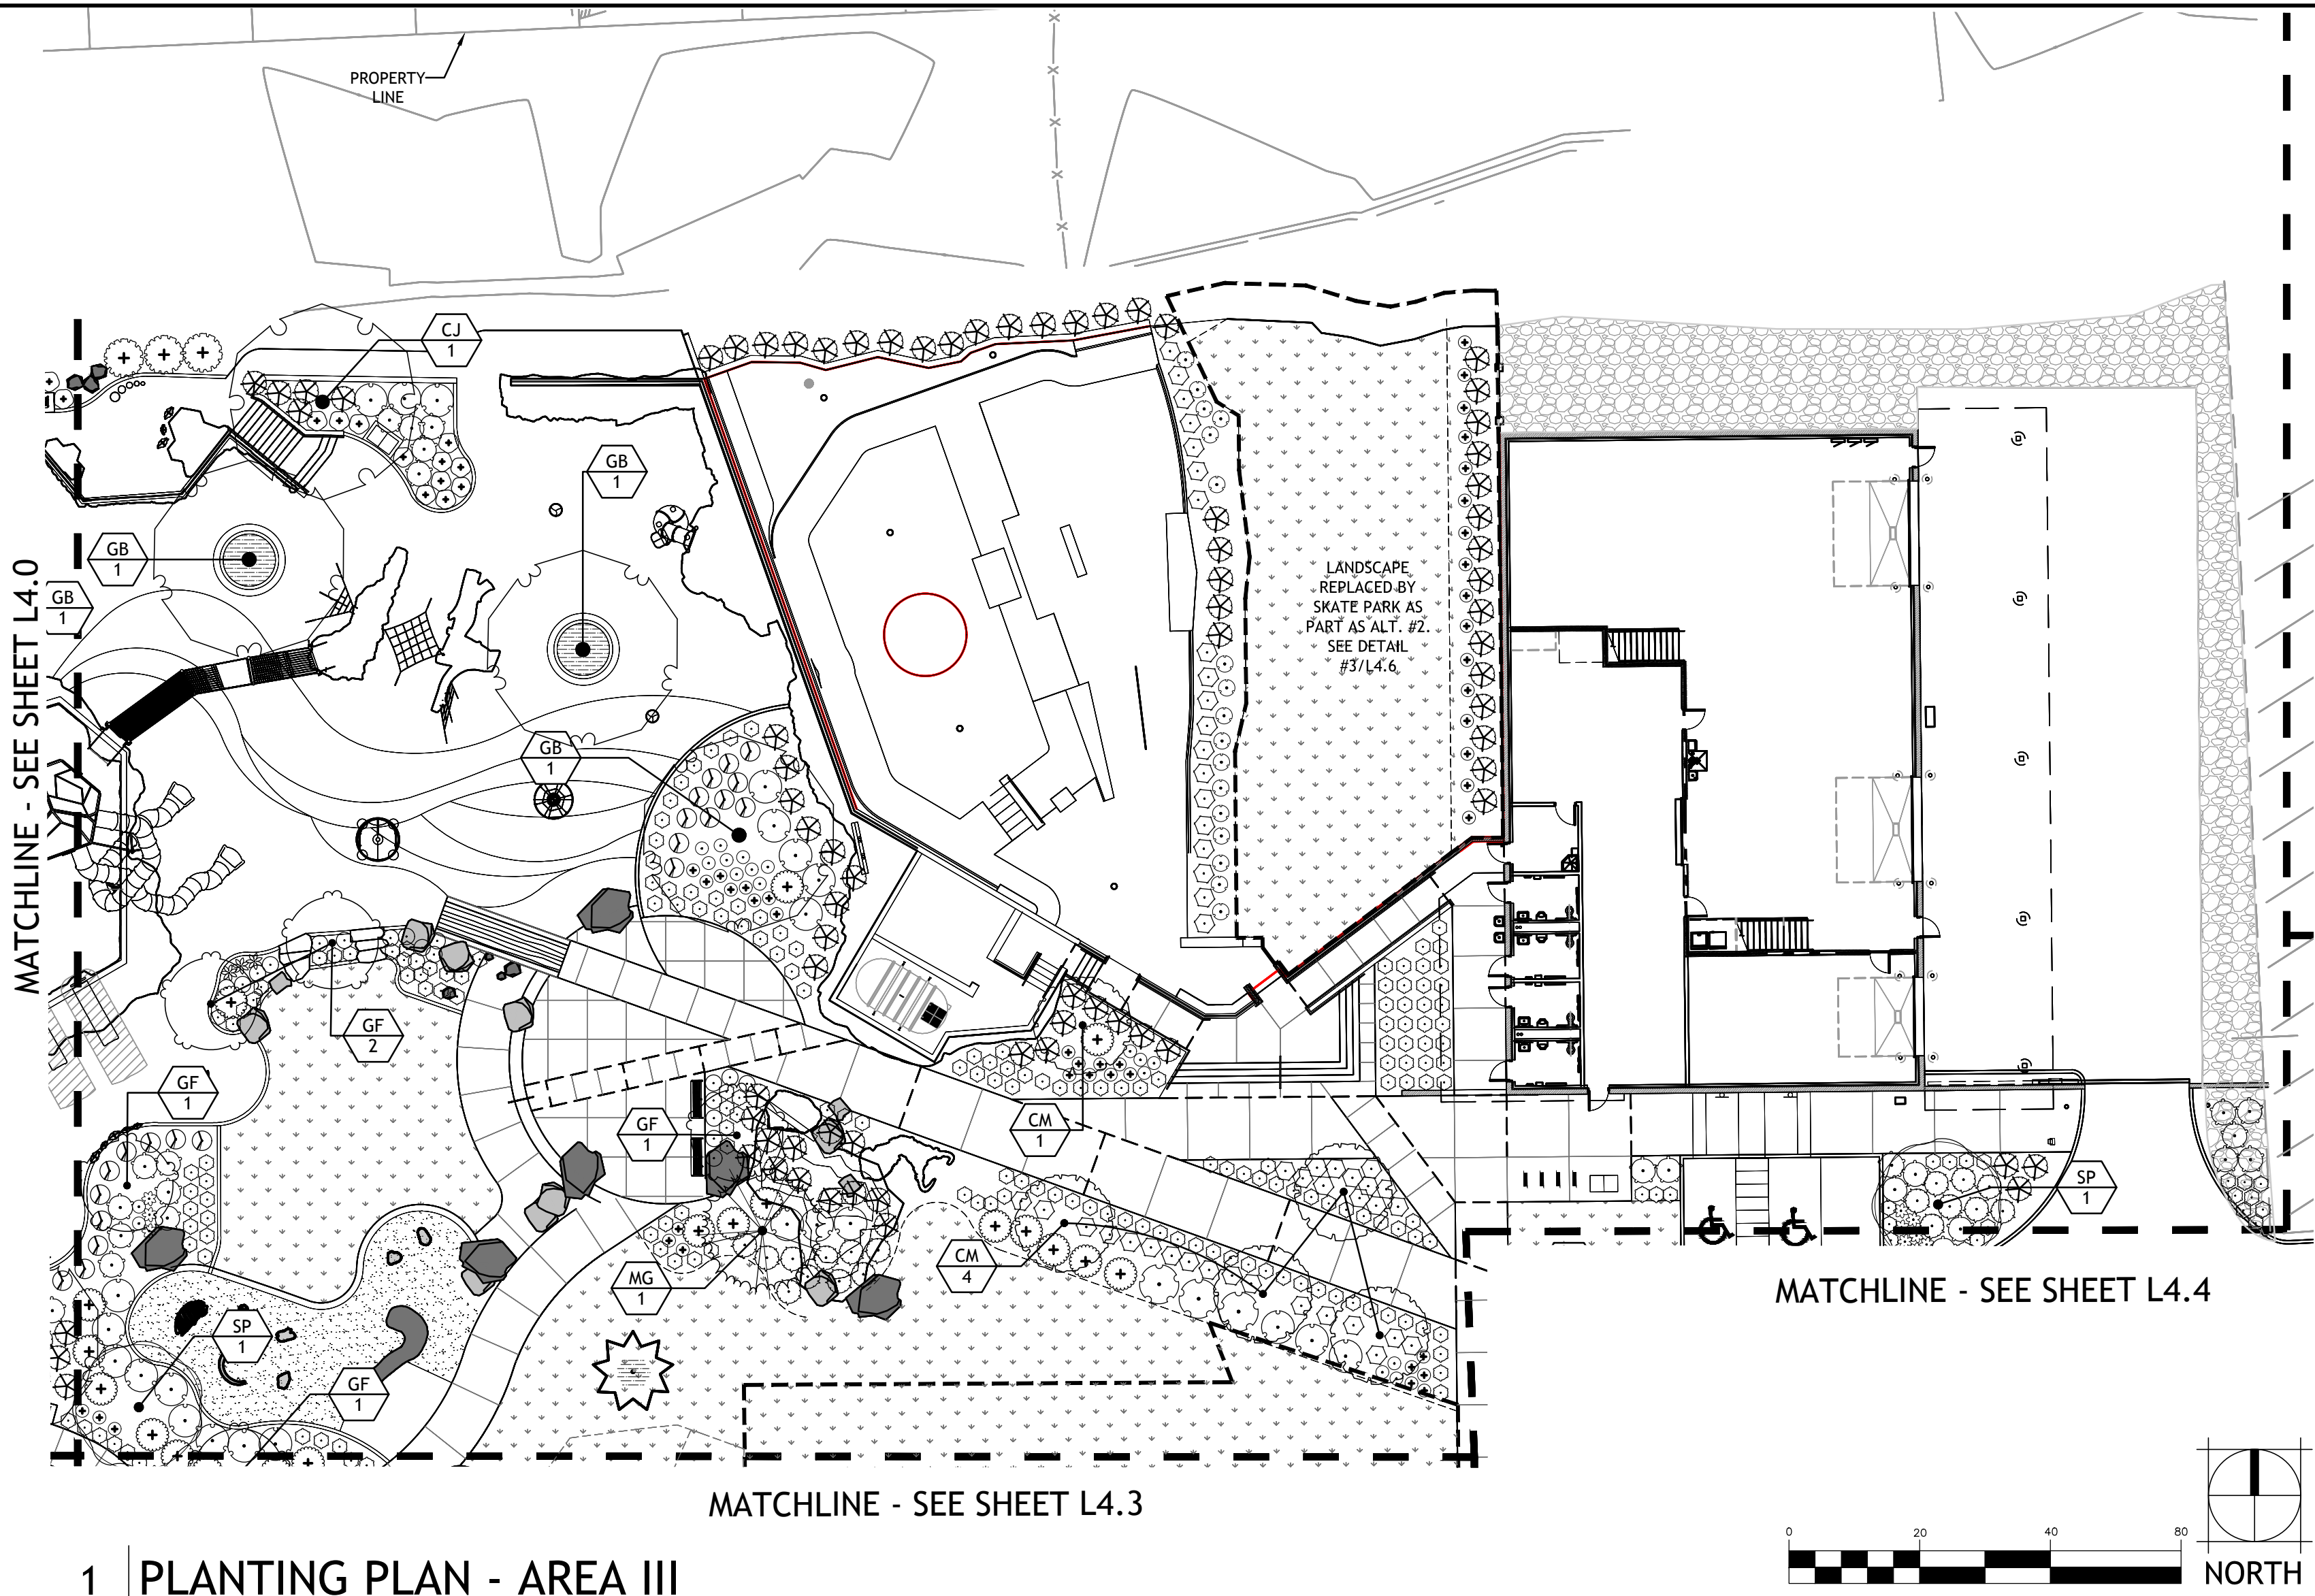 PROPERTY
LINE
CJ
1
GB
1
GB
1
GB
1
LANDSCAPE
REPLACED BY
SKATE PARK AS
PART AS ALT. #2.
SEE DETAIL
#3/L4.6
MATCHLINE - SEE SHEET L4.0
GB
1
GF
2
GF
1
GF
1
CM
1
SP
1
CM
4
MG
1
SP
1
GF
1
MATCHLINE - SEE SHEET L4.4
MATCHLINE - SEE SHEET L4.3
0 20 40 80
NORTH
1 PLANTING PLAN - AREA III